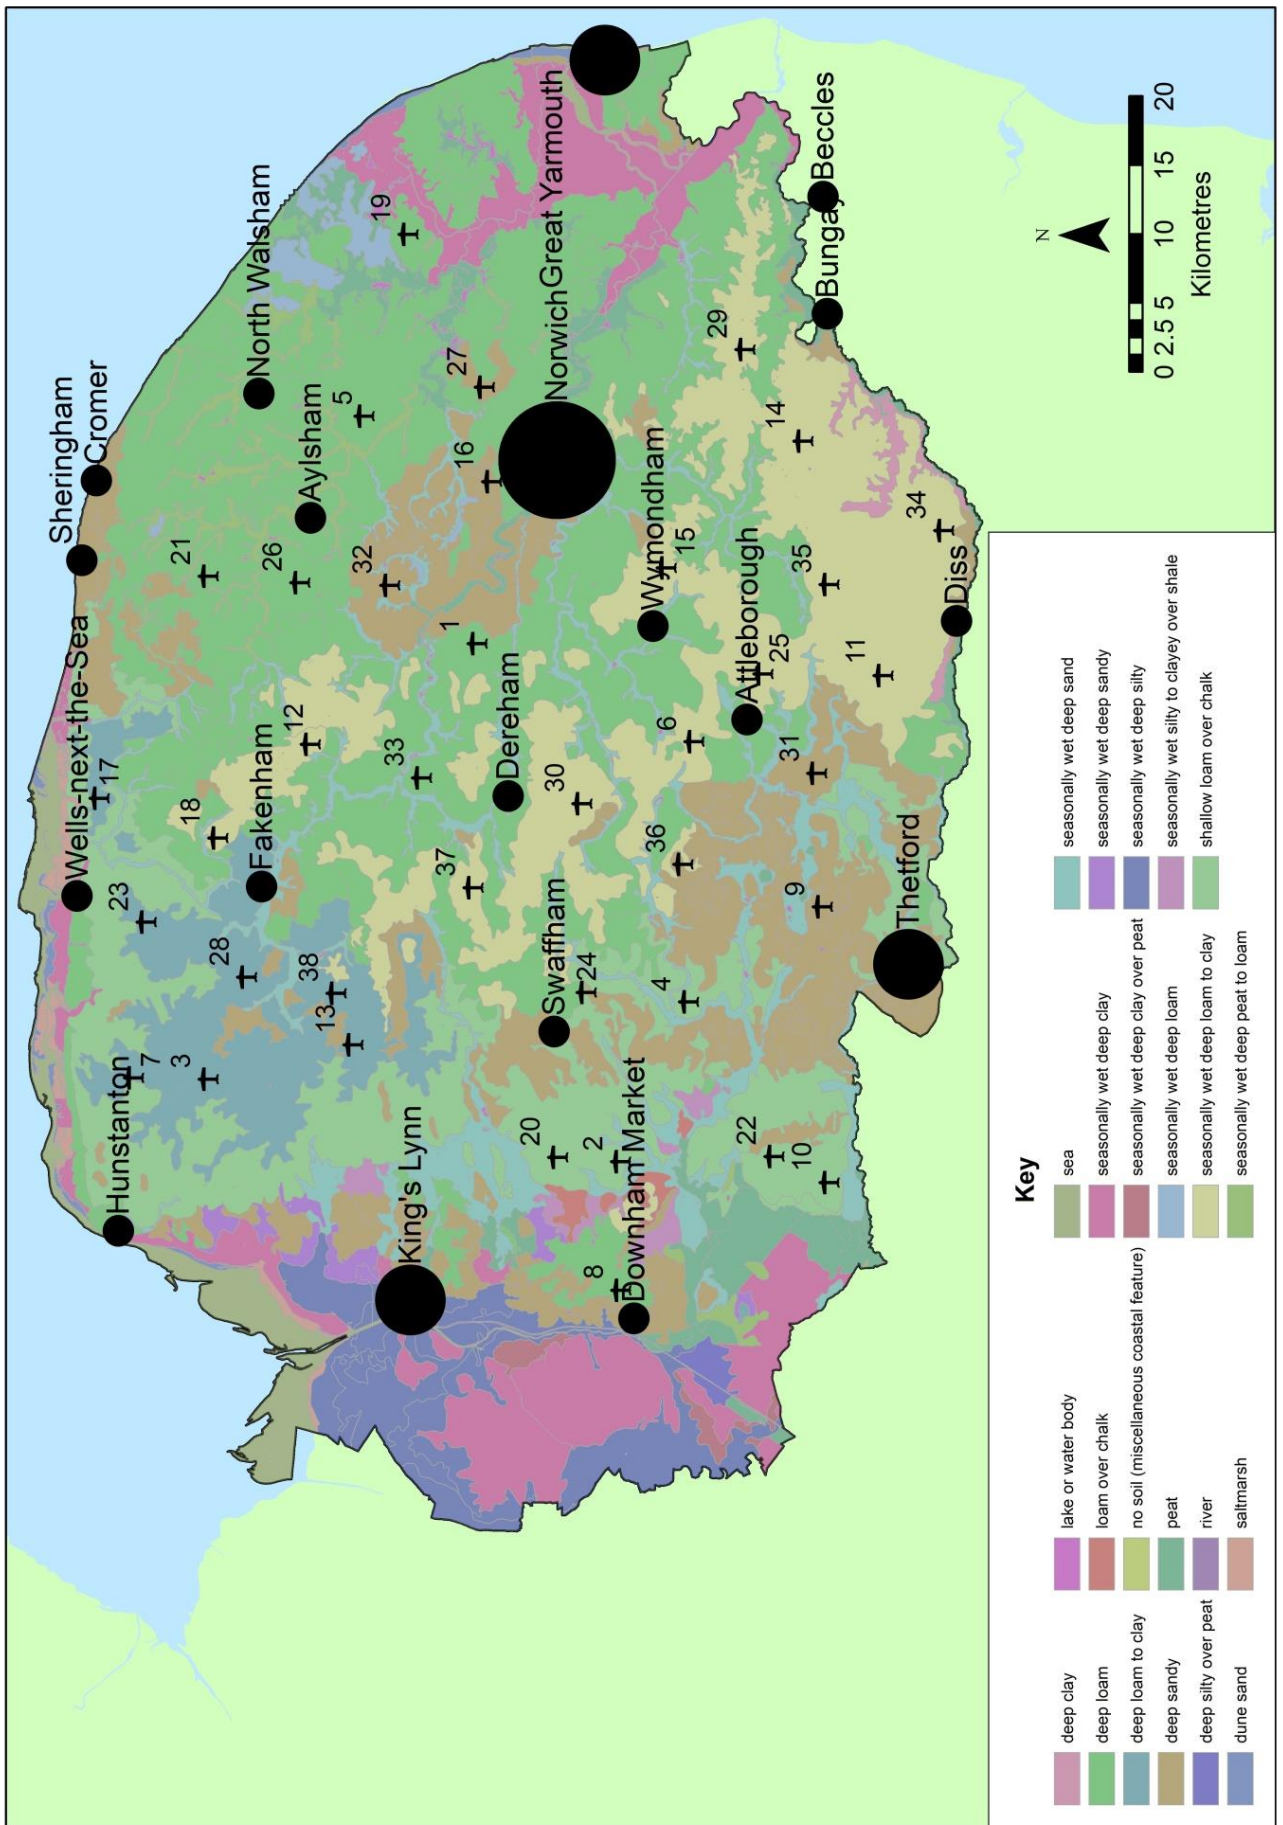 Sheringham
Cromer
Wells-next-the-Sea
Hunstanton
17
23
7
21
3
18
28
North Walsham
Fakenham
26
Aylsham
12
38
13
5
32
19
King's Lynn
33
1
37
16
27
Dereham
Swaffham
20
30
24
Norwich
Great Yarmouth
8
2
Downham Market
4
36
6
Wymondham
15
22
10
9
31
Attleborough
25
35
14
29
11
Thetford
Diss
34
Bungay
Beccles
N
0 2.5 5 10 15 20
Kilometres
Key
deep clay
deep loam
deep loam to clay
deep sandy
deep silty over peat
dune sand
lake or water body
loam over chalk
no soil (miscellaneous coastal feature)
peat
river
saltmarsh
sea
seasonally wet deep clay
seasonally wet deep clay over peat
seasonally wet deep loam
seasonally wet deep loam to clay
seasonally wet deep peat to loam
seasonally wet deep sand
seasonally wet deep sandy
seasonally wet deep silty
seasonally wet silty to clayey over shale
shallow loam over chalk